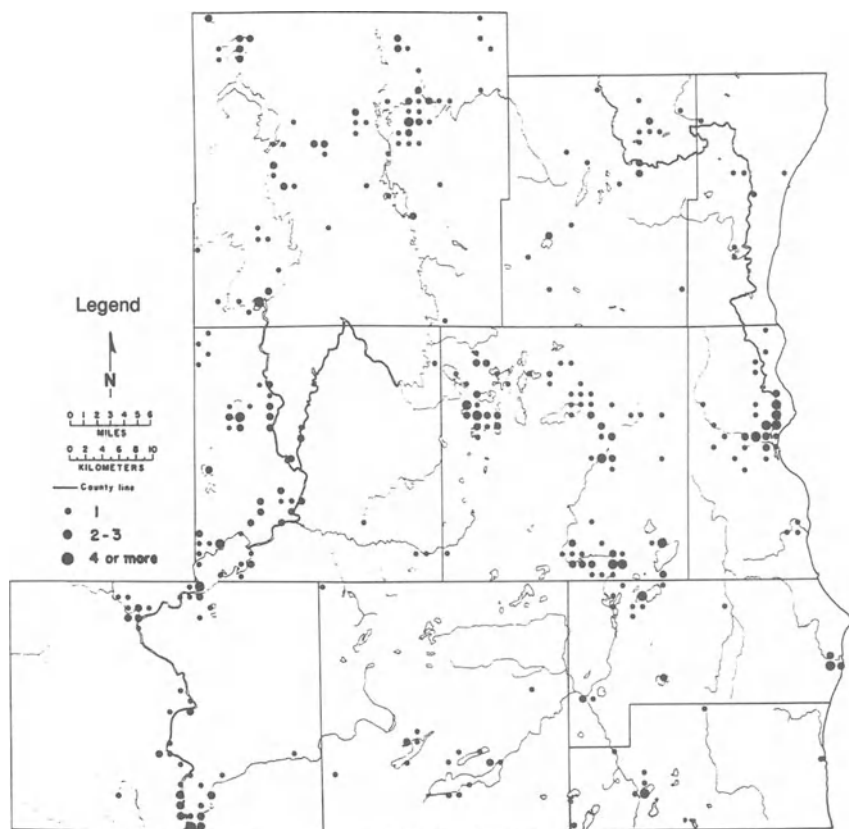 Legend
N
0 1 2 3 4 5 6
MILES
0 2 4 6 8 10
KILOMETERS
County line
1
2-3
4 or more